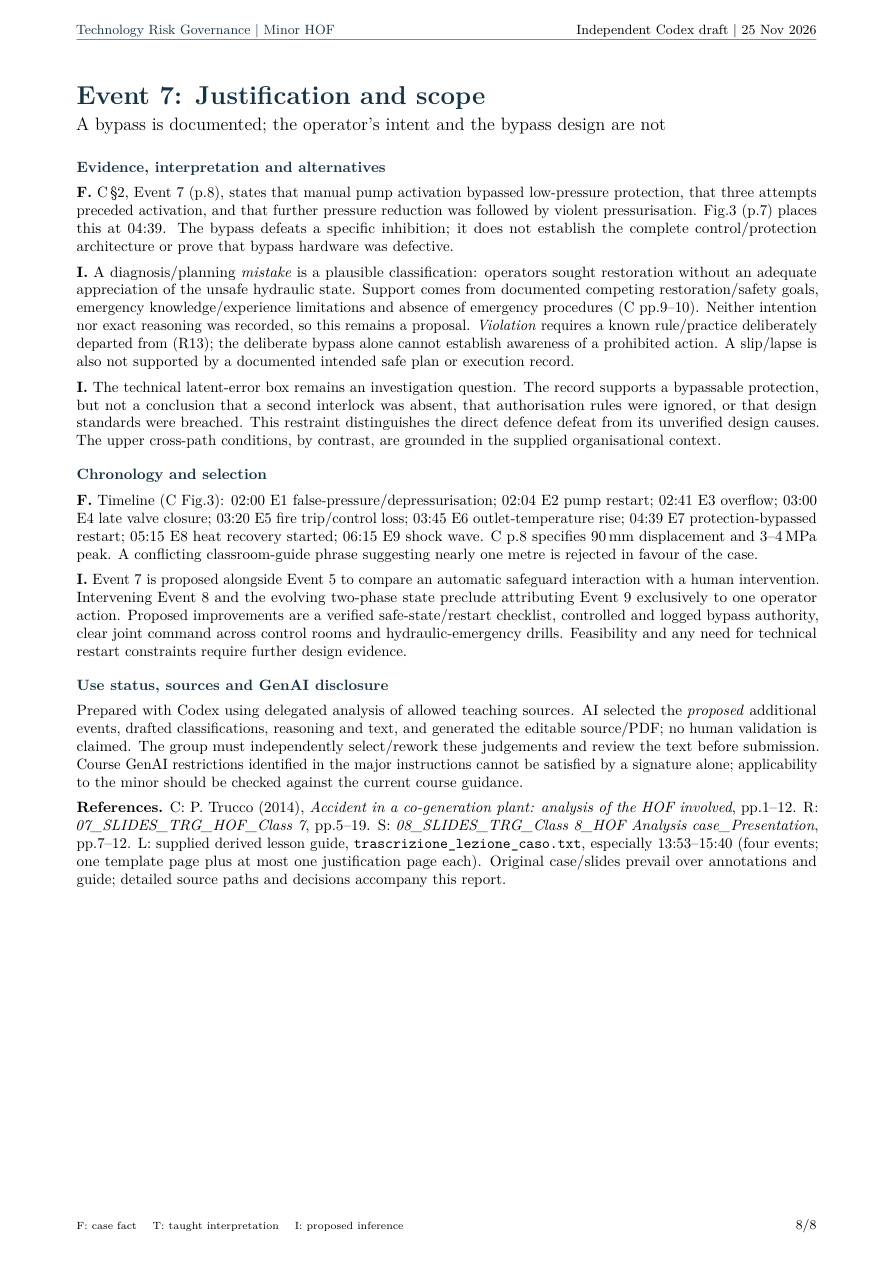 Technology Risk Governance | Minor HOF
Independent Codex draft | 25 Nov 2026
Event 7: Justification and scope
A bypass is documented; the operator's intent and the bypass design are not
Evidence, interpretation and alternatives
F. C §2, Event 7 (p.8), states that manual pump activation bypassed low-pressure protection, that three attempts
preceded activation, and that further pressure reduction was followed by violent pressurisation. Fig.3 (p.7) places
this at 04:39. The bypass defeats a specific inhibition; it does not establish the complete control/protection
architecture or prove that bypass hardware was defective.
I. A diagnosis/planning mistake is a plausible classification: operators sought restoration without an adequate
appreciation of the unsafe hydraulic state. Support comes from documented competing restoration/safety goals,
emergency knowledge/experience limitations and absence of emergency procedures (C pp.9–10). Neither intention
nor exact reasoning was recorded, so this remains a proposal. Violation requires a known rule/practice deliberately
departed from (R13); the deliberate bypass alone cannot establish awareness of a prohibited action. A slip/lapse is
also not supported by a documented intended safe plan or execution record.
I. The technical latent-error box remains an investigation question. The record supports a bypassable protection,
but not a conclusion that a second interlock was absent, that authorisation rules were ignored, or that design
standards were breached. This restraint distinguishes the direct defence defeat from its unverified design causes.
The upper cross-path conditions, by contrast, are grounded in the supplied organisational context.
Chronology and selection
F. Timeline (C Fig.3): 02:00 E1 false-pressure/depressurisation; 02:04 E2 pump restart; 02:41 E3 overflow; 03:00
E4 late valve closure; 03:20 E5 fire trip/control loss; 03:45 E6 outlet-temperature rise; 04:39 E7 protection-bypassed
restart; 05:15 E8 heat recovery started; 06:15 E9 shock wave. C p.8 specifies 90 mm displacement and 3–4 MPa
peak. A conflicting classroom-guide phrase suggesting nearly one metre is rejected in favour of the case.
I. Event 7 is proposed alongside Event 5 to compare an automatic safeguard interaction with a human intervention.
Intervening Event 8 and the evolving two-phase state preclude attributing Event 9 exclusively to one operator
action. Proposed improvements are a verified safe-state/restart checklist, controlled and logged bypass authority,
clear joint command across control rooms and hydraulic-emergency drills. Feasibility and any need for technical
restart constraints require further design evidence.
Use status, sources and GenAI disclosure
Prepared with Codex using delegated analysis of allowed teaching sources. AI selected the proposed additional
events, drafted classifications, reasoning and text, and generated the editable source/PDF; no human validation is
claimed. The group must independently select/rework these judgements and review the text before submission.
Course GenAI restrictions identified in the major instructions cannot be satisfied by a signature alone; applicability
to the minor should be checked against the current course guidance.
References. C: P. Trucco (2014), Accident in a co-generation plant: analysis of the HOF involved, pp.1–12. R:
07_SLIDES_TRG_HOF_Class 7, pp.5–19. S: 08_SLIDES_TRG_Class 8_HOF Analysis case_Presentation,
pp.7–12. L: supplied derived lesson guide, trascrizione_lezione_caso.txt, especially 13:53–15:40 (four events;
one template page plus at most one justification page each). Original case/slides prevail over annotations and
guide; detailed source paths and decisions accompany this report.
F: case fact T: taught interpretation I: proposed inference
8/8